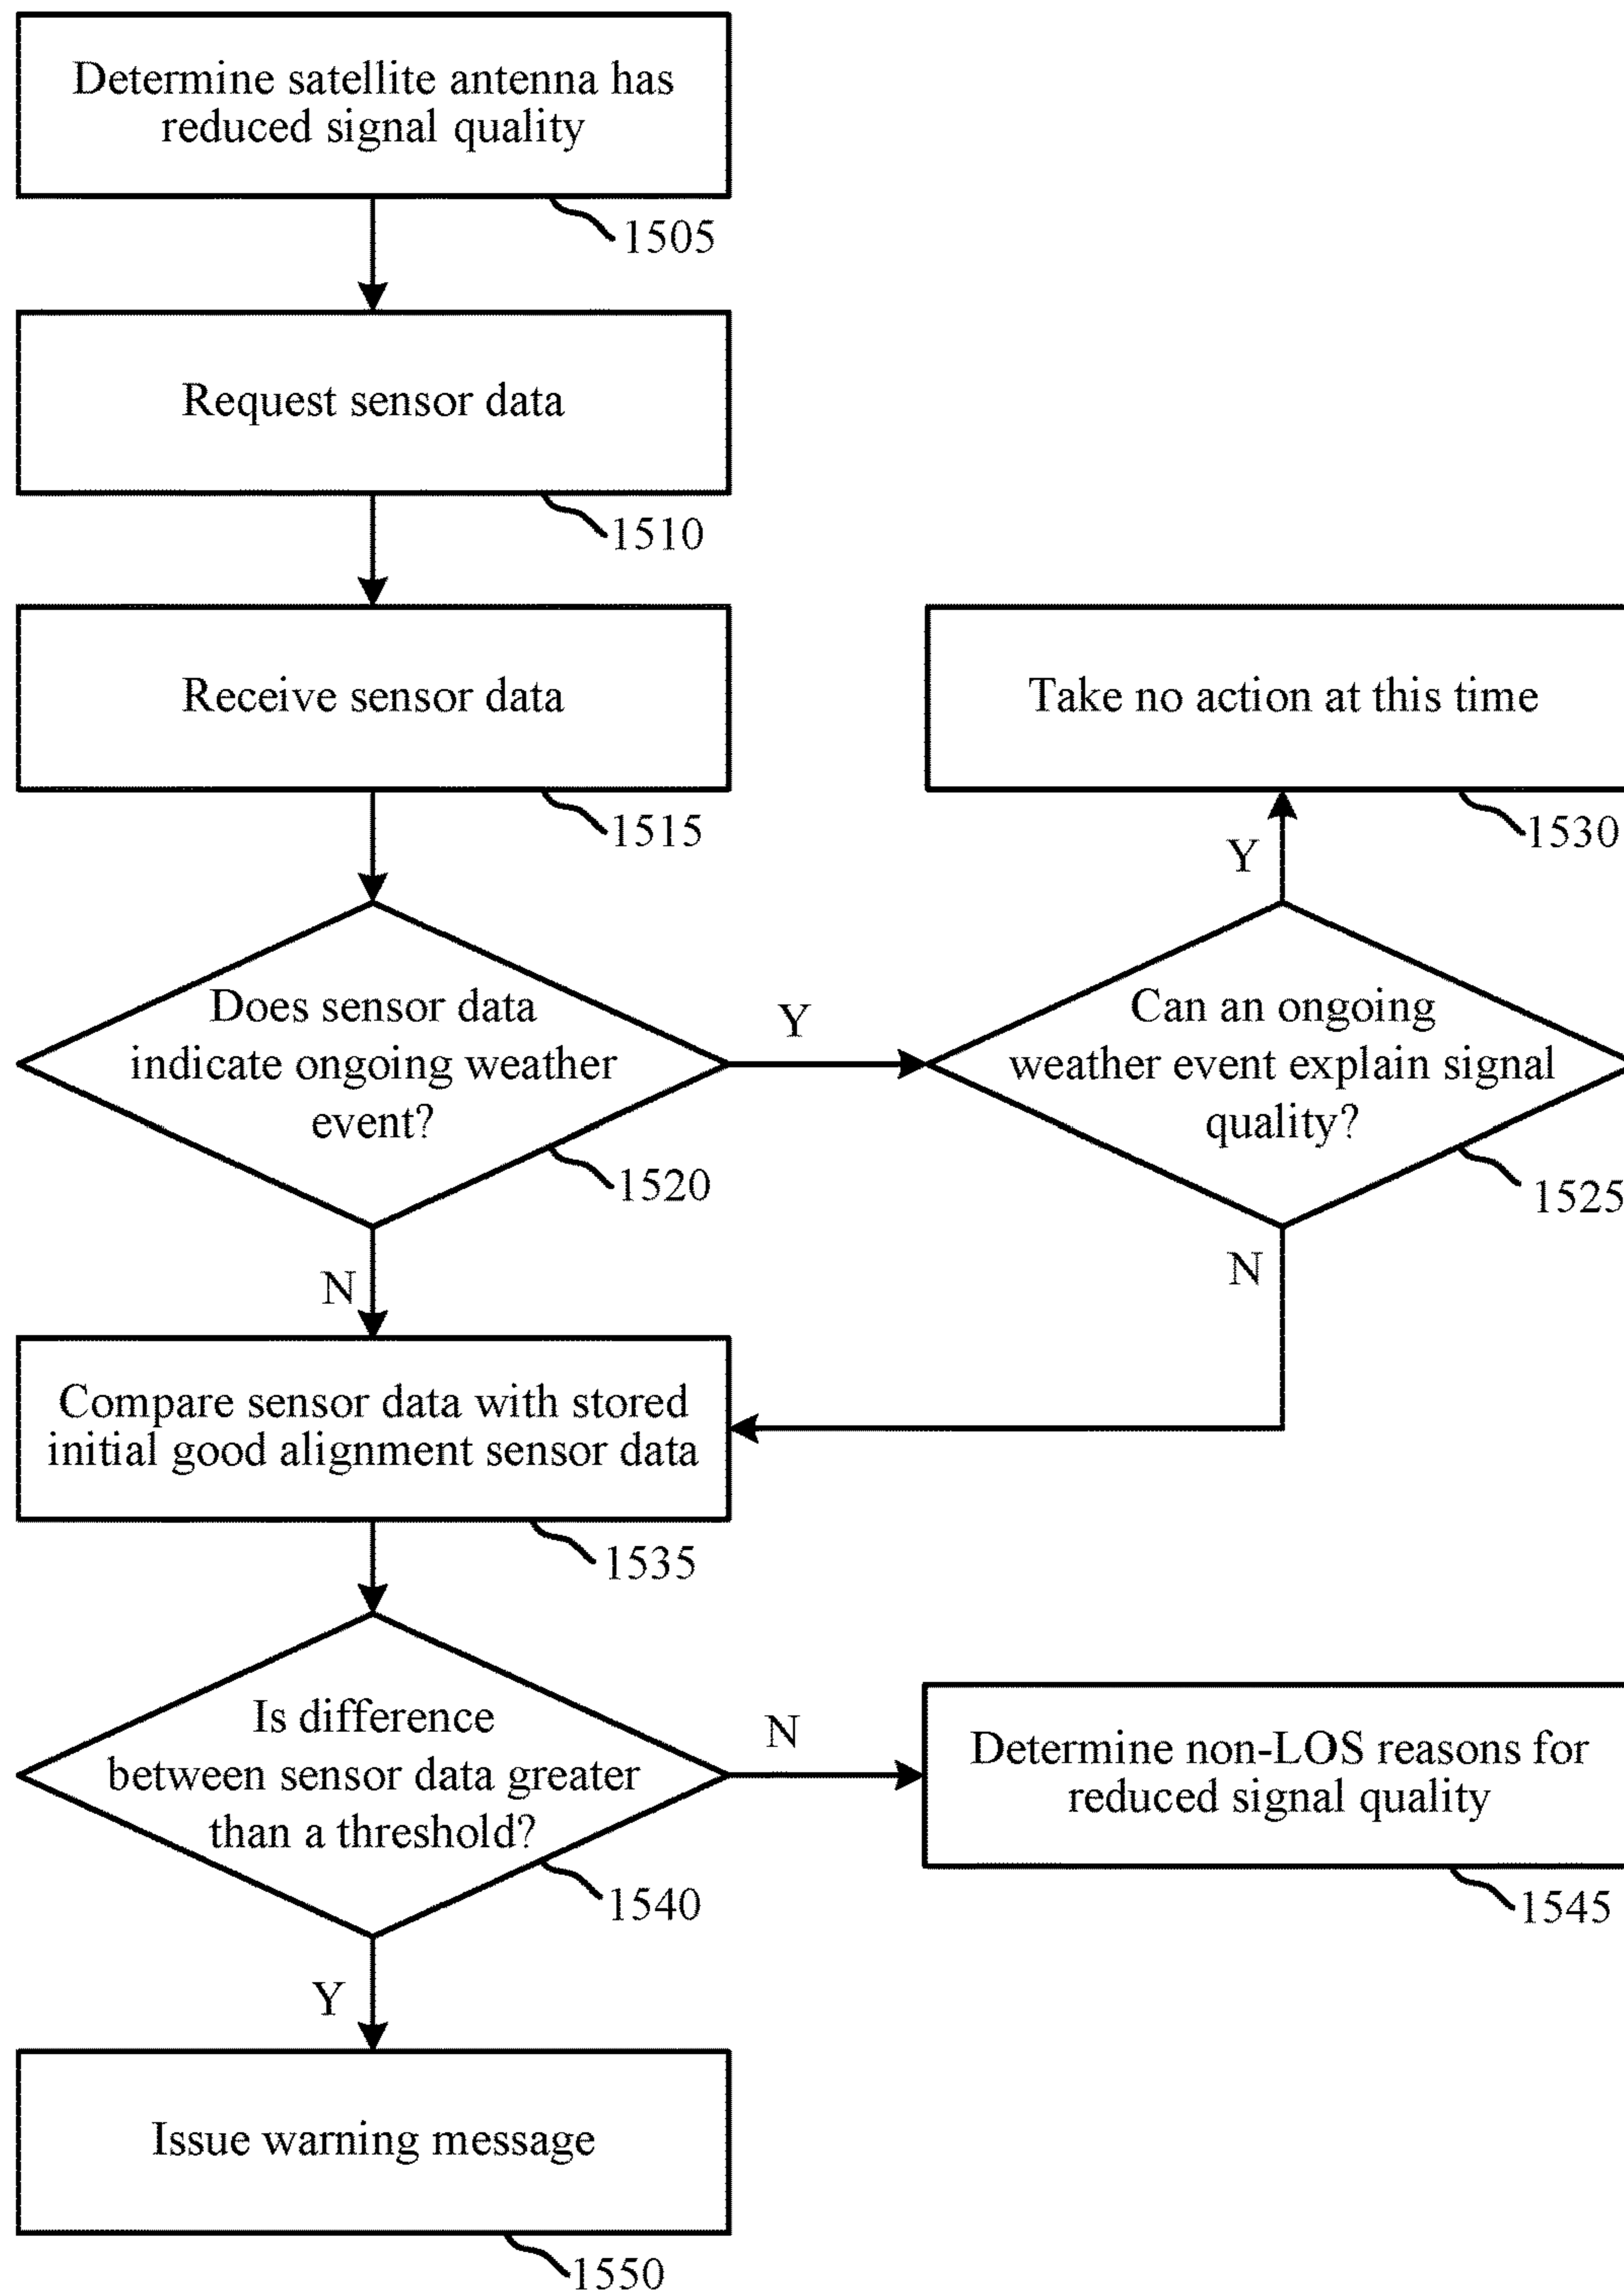 Determine satellite antenna has
reduced signal quality
1505
Request sensor data
1510
Receive sensor data
1515
Take no action at this time
1530
Y
Does sensor data
indicate ongoing weather
event?
1520
Y
Can an ongoing
weather event explain signal
quality?
1525
N
N
Compare sensor data with stored
initial good alignment sensor data
1535
Is difference
between sensor data greater
than a threshold?
1540
N
Determine non-LOS reasons for
reduced signal quality
1545
Y
Issue warning message
1550